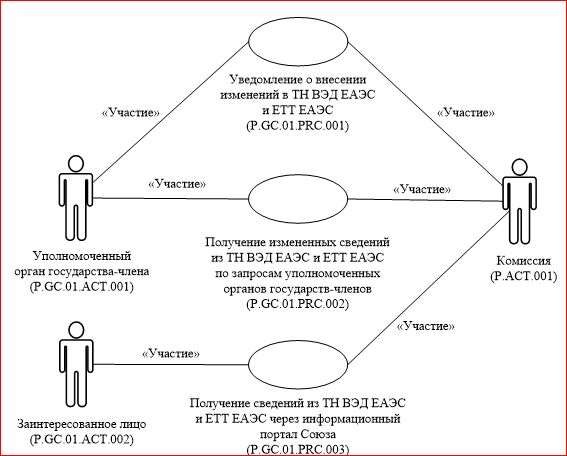 Уведомление о внесении
изменений в ТН ВЭД ЕАЭС
и ЕТТ ЕАЭС
(P.GC.01.PRC.001)
«Участие»
«Участие»
«Участие»
«Участие»
Уполномоченный
орган государства-члена
(P.GC.01.ACT.001)
Получение измененных сведений
из ТН ВЭД ЕАЭС и ЕТТ ЕАЭС
по запросам уполномоченных
органов государств-членов
(P.GC.01.PRC.002)
Комиссия
(P.ACT.001)
«Участие»
«Участие»
Заинтересованное лицо
(P.GC.01.ACT.002)
Получение сведений из ТН ВЭД ЕАЭС
и ЕТТ ЕАЭС через информационный
портал Союза
(P.GC.01.PRC.003)